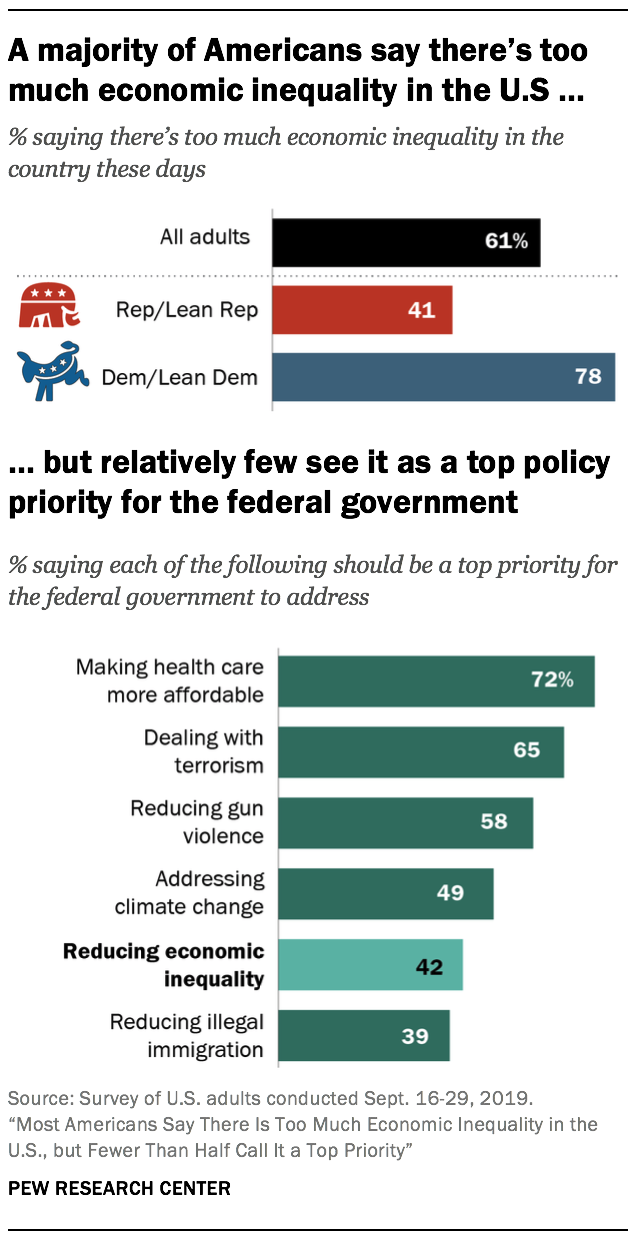 A majority of Americans say there’s too
much economic inequality in the U.S ...
% saying there’s too much economic inequality in the
country these days
All adults
61%
Rep/Lean Rep
41
Dem/Lean Dem
78
... but relatively few see it as a top policy
priority for the federal government
% saying each of the following should be a top priority for
the federal government to address
Making health care
more affordable
72%
Dealing with
terrorism
65
Reducing gun
violence
58
Addressing
climate change
49
Reducing economic
inequality
42
Reducing illegal
immigration
39
Source: Survey of U.S. adults conducted Sept. 16-29, 2019.
“Most Americans Say There Is Too Much Economic Inequality in the
U.S., but Fewer Than Half Call It a Top Priority”
PEW RESEARCH CENTER